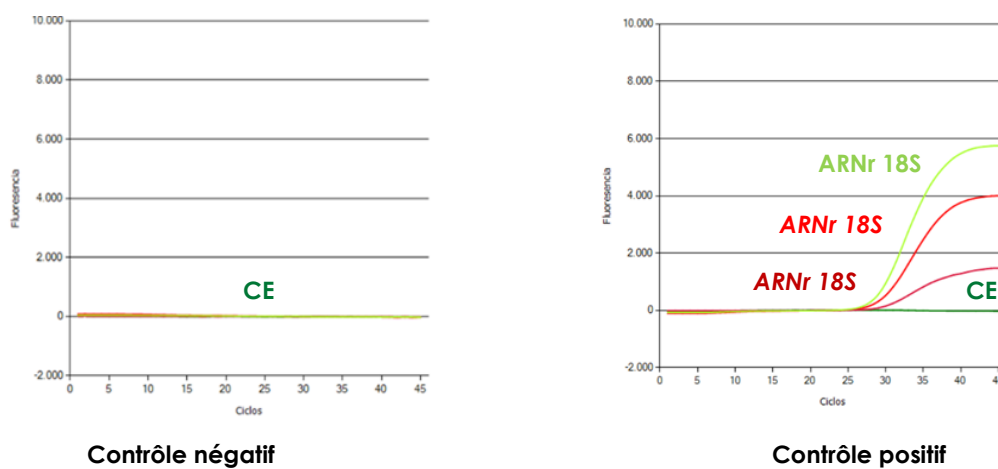 10.000
8.000
6.000
4.000
2.000
0
-2.000
Fluoresencia
0 5 10 15 20 25 30 35 40 45
Ciclos
CE
Contrôle négatif
10.000
8.000
6.000
4.000
2.000
0
-2.000
Fluoresencia
0 5 10 15 20 25 30 35 40 4
Ciclos
ARNr 18S
ARNr 18S
ARNr 18S
CE
Contrôle positif